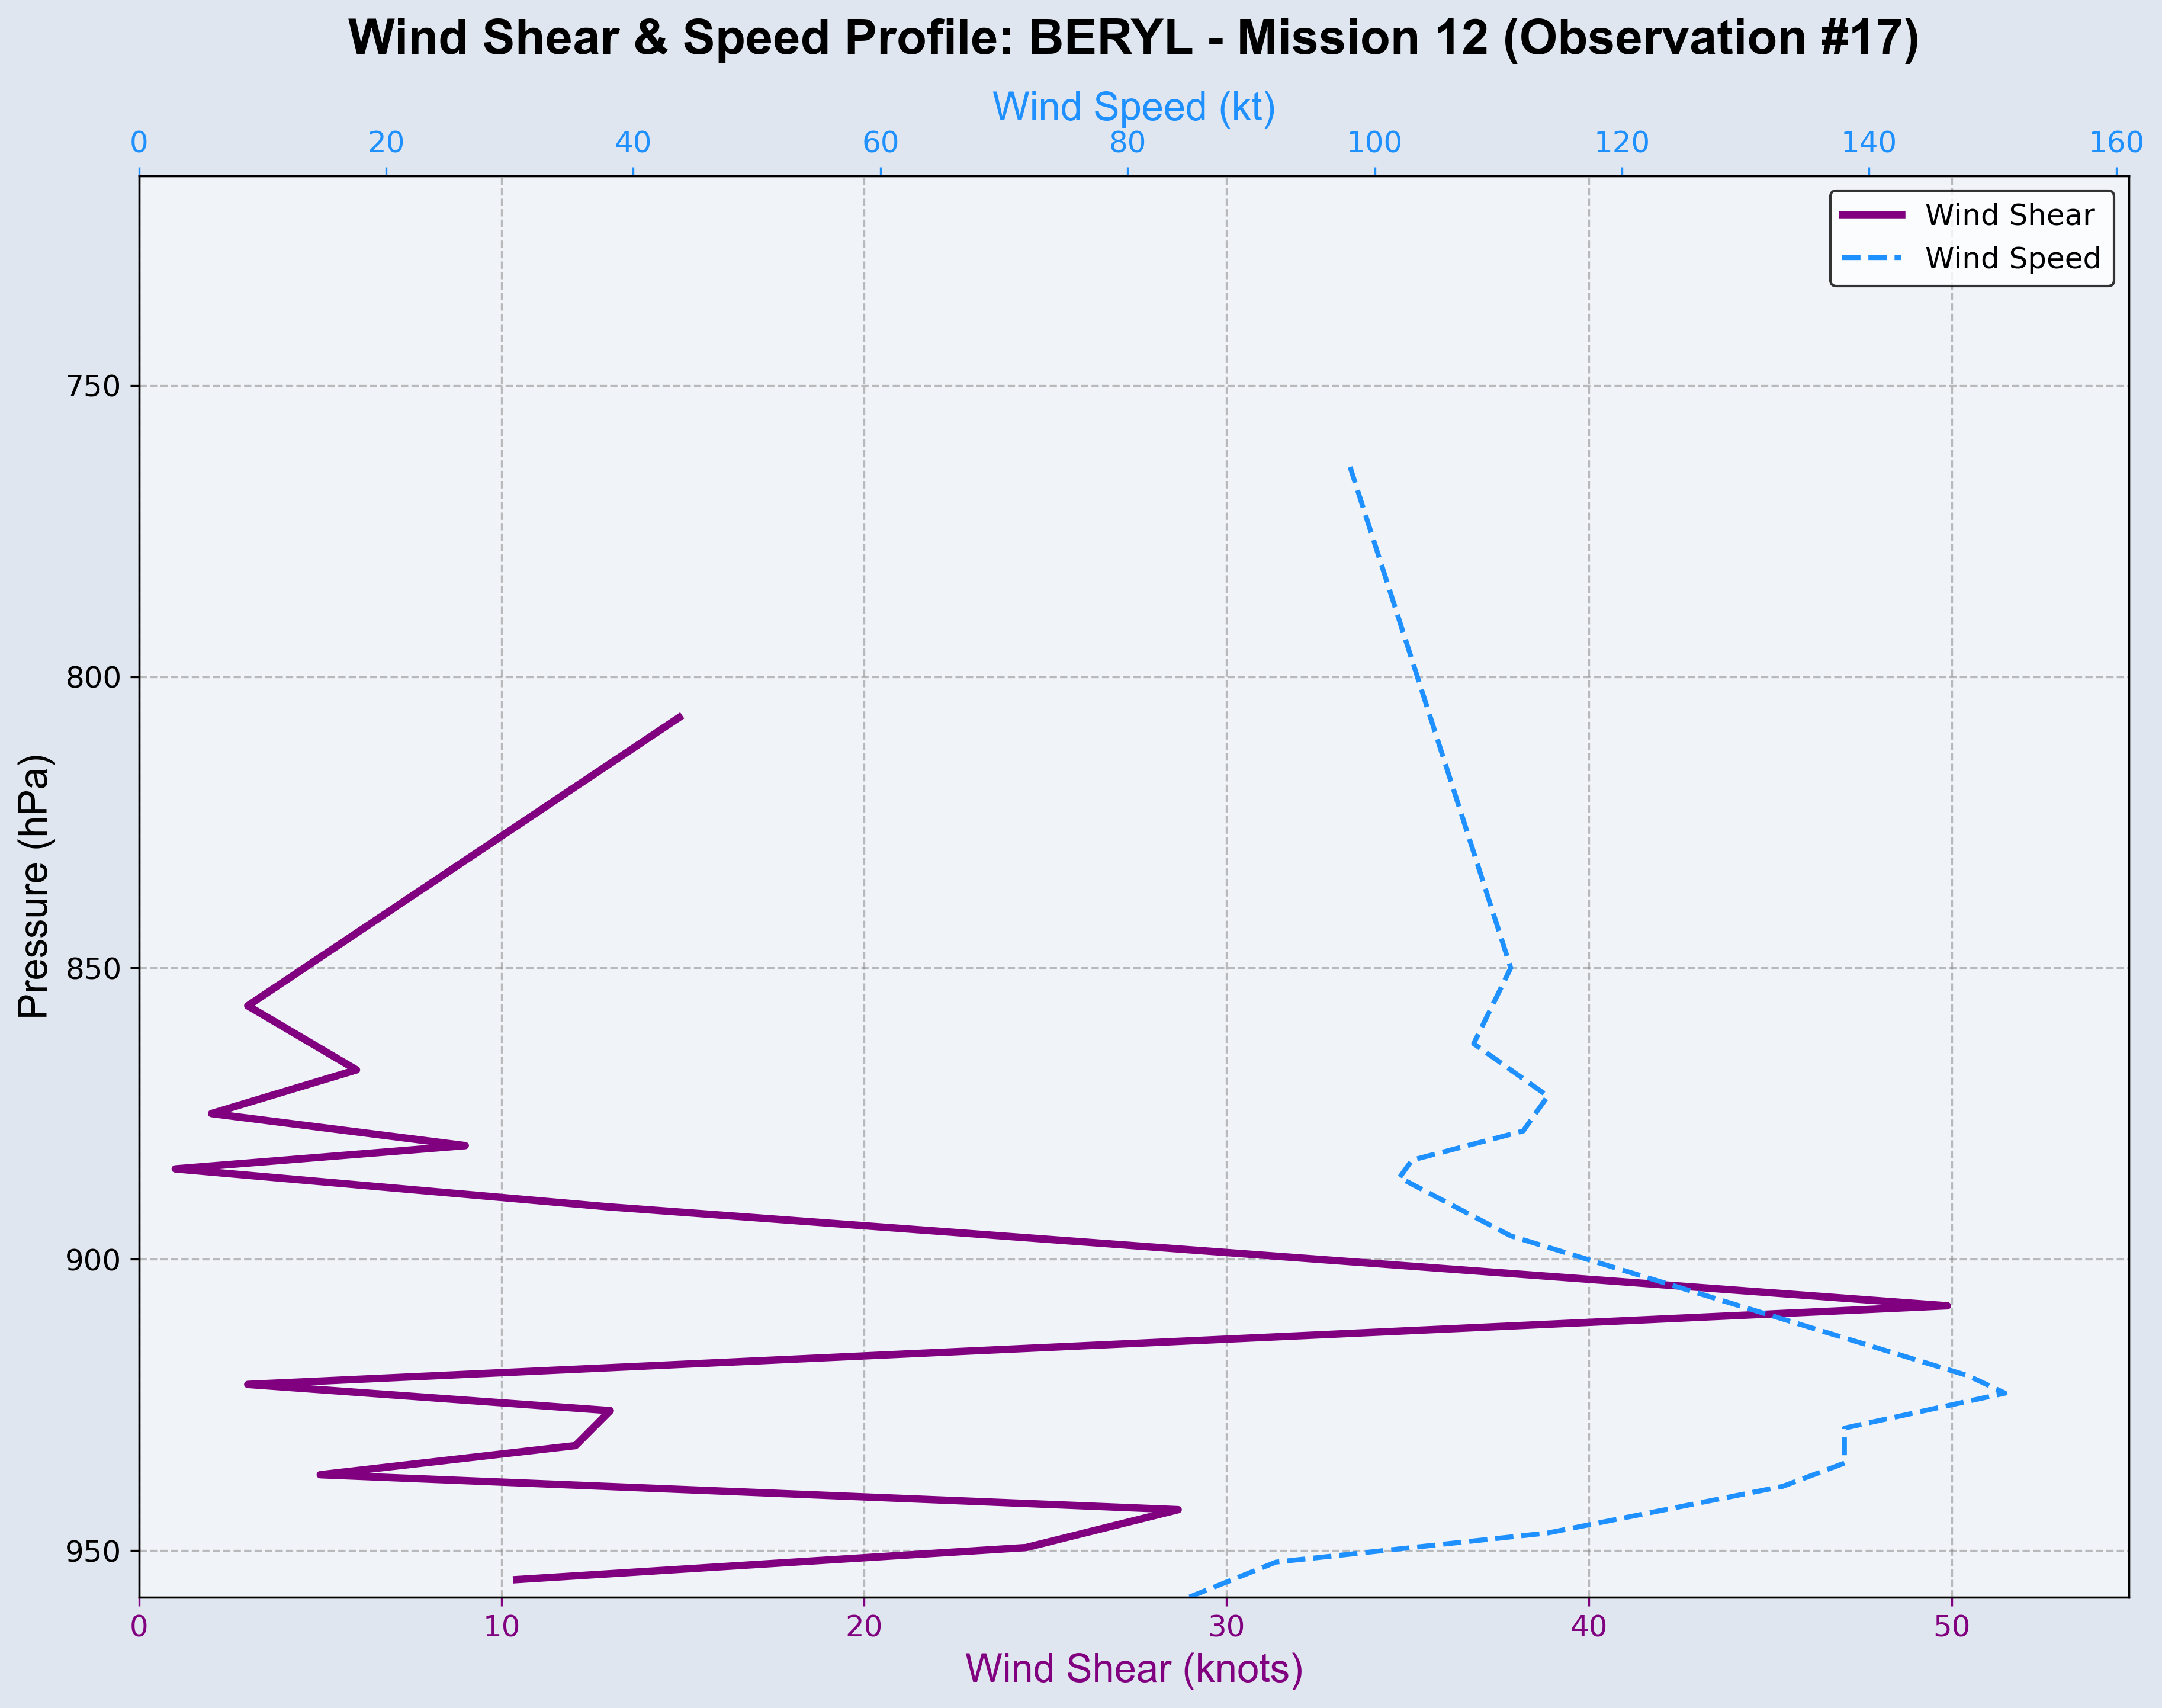 Wind Shear & Speed Profile: BERYL - Mission 12 (Observation #17)
Wind Speed (kt)
0 20 40 60 80 100 120 140 160
Wind Shear
Wind Speed
750
800
850
900
950
Pressure (hPa)
0 10 20 30 40 50
Wind Shear (knots)